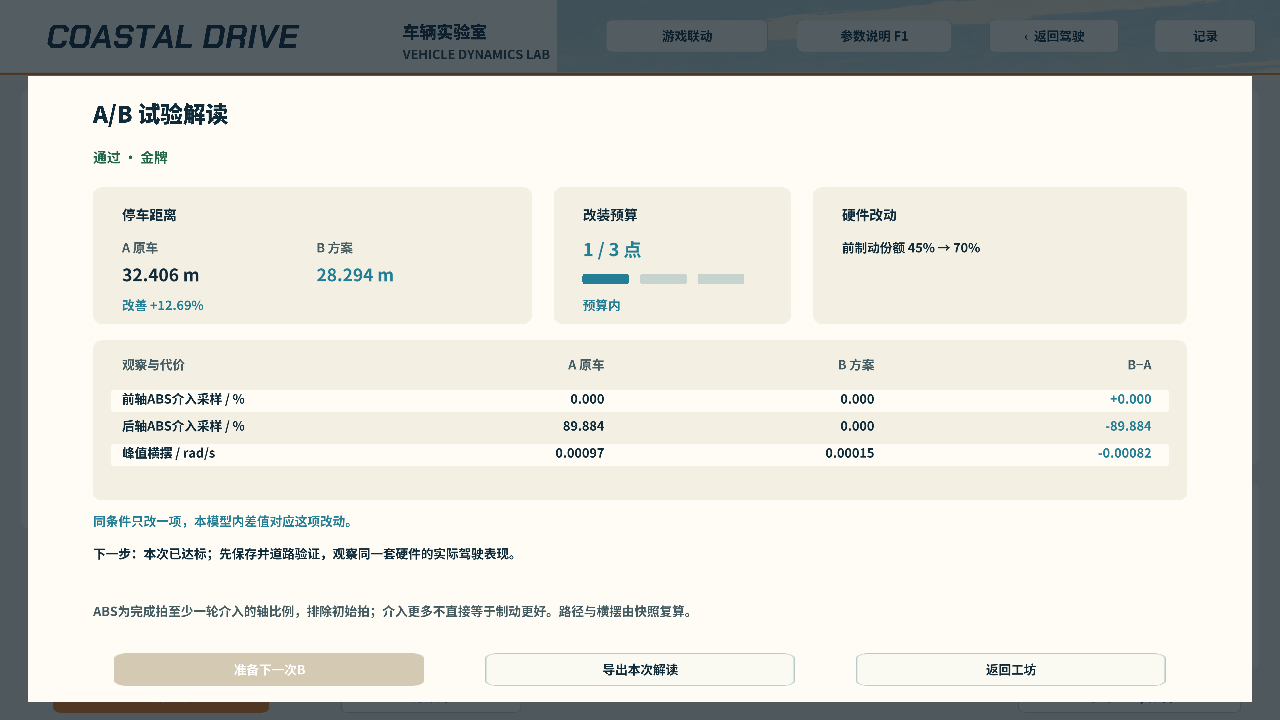 COASTAL DRIVE
车辆实验室
VEHICLE DYNAMICS LAB
游戏联动
参数说明 F1
‹ 返回驾驶
记录
A/B 试验解读
通过 · 金牌
停车距离
A 原车
B 方案
32.406 m
28.294 m
改善 +12.69%
改装预算
1 / 3 点
预算内
硬件改动
前制动份额 45% → 70%
观察与代价
A 原车
B 方案
B−A
前轴ABS介入采样 / %
0.000
0.000
+0.000
后轴ABS介入采样 / %
89.884
0.000
-89.884
峰值横摆 / rad/s
0.00097
0.00015
-0.00082
同条件只改一项，本模型内差值对应这项改动。
下一步：本次已达标；先保存并道路验证，观察同一套硬件的实际驾驶表现。
ABS为完成拍至少一轮介入的轴比例，排除初始拍；介入更多不直接等于制动更好。路径与横摆由快照复算。
准备下一次B
导出本次解读
返回工坊